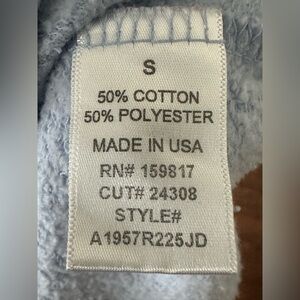 S
50% COTTON
50% POLYESTER
MADE IN USA
RN# 159817
CUT# 24308
STYLE#
A1957R225JD